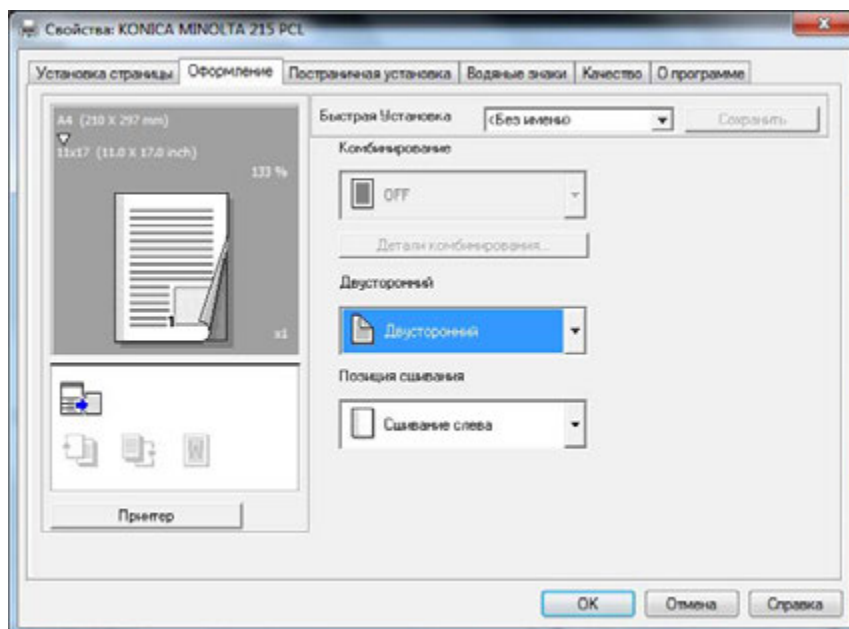 Свойства: KONICA MINOLTA 215 PCL
Установка страницы Оформление Постраничная установка Водяные знаки Качество О программе
A4 (210 X 297 mm)
11x17 (11.0 X 17.0 inch)
133 %
x1
Принтер
Быстрая Установка <Без имени> Сохранить
Комбинирование
OFF
Детали комбинирования...
Двусторонний
Двусторонний
Позиция сшивания
Сшивание слева
OK Отмена Справка